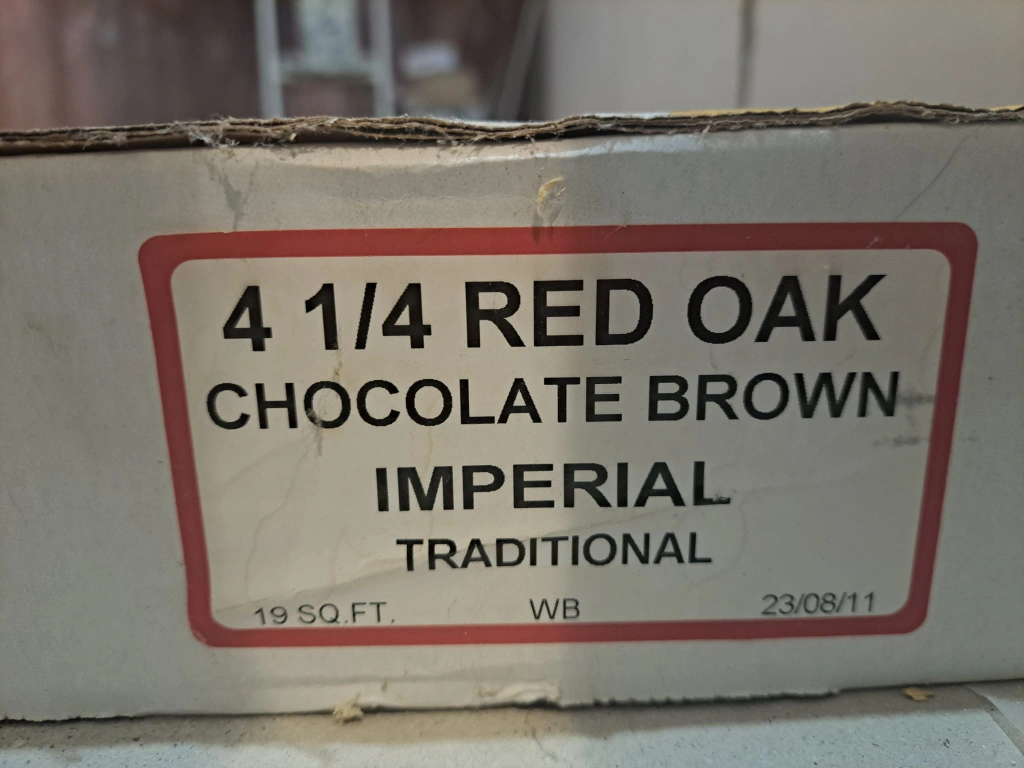 4 1/4 RED OAK
CHOCOLATE BROWN
IMPERIAL
TRADITIONAL
19 SQ.FT. WB 23/08/11